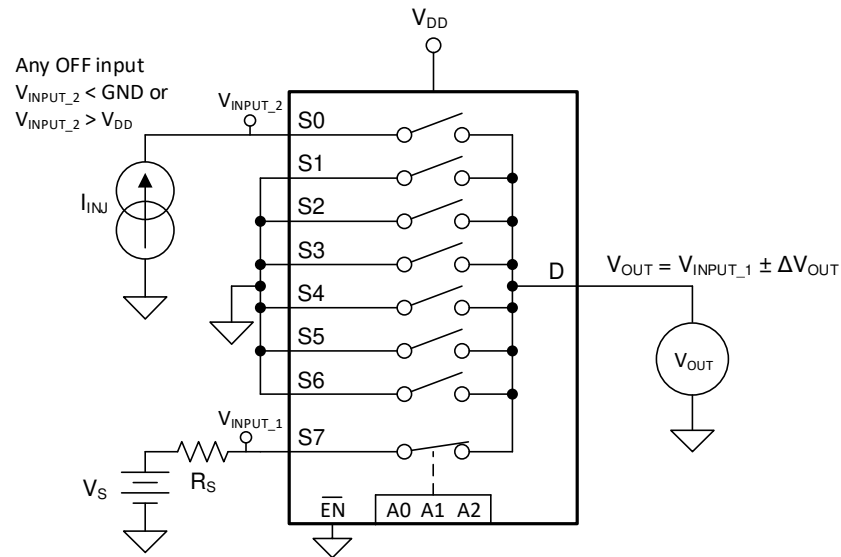 V_DD
Any OFF input
V_INPUT_2 < GND or
V_INPUT_2 > V_DD
V_INPUT_2
S0
S1
I_INJ
S2
S3
D
V_OUT = V_INPUT_1 ± ΔV_OUT
S4
S5
V_OUT
S6
V_INPUT_1
S7
V_S
R_S
EN
A0 A1 A2